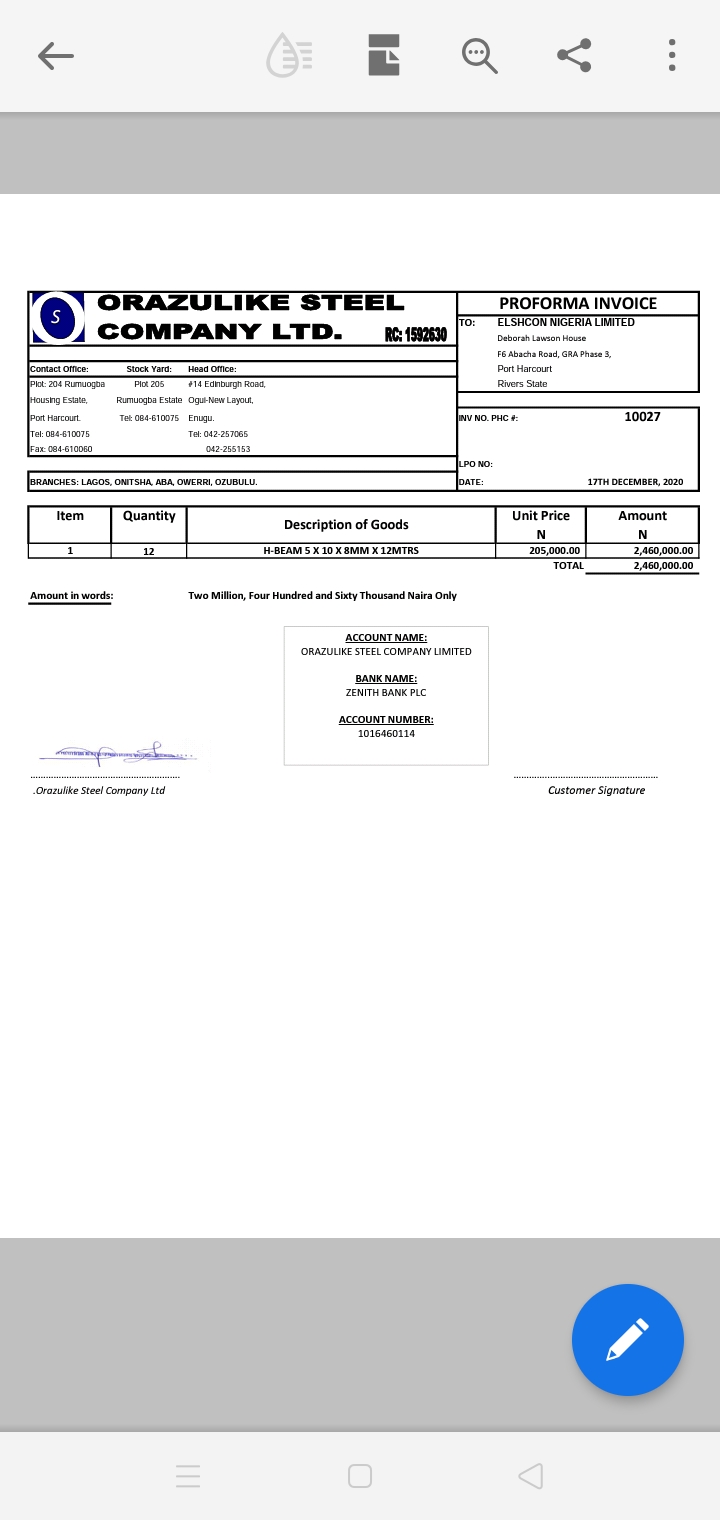 ORAZULIKE STEEL
COMPANY LTD. RC: 1592630
Contact Office: Stock Yard: Head Office:
Plot: 204 Rumuogba Plot 205 #14 Edinburgh Road,
Housing Estate, Rumuogba Estate Ogui-New Layout,
Port Harcourt. Tel: 084-610075 Enugu.
Tel: 084-610075 Tel: 042-257065
Fax: 084-610060 042-255153
BRANCHES: LAGOS, ONITSHA, ABA, OWERRI, OZUBULU.
PROFORMA INVOICE
TO: ELSHCON NIGERIA LIMITED
Deborah Lawson House
F6 Abacha Road, GRA Phase 3,
Port Harcourt
Rivers State
INV NO. PHC #: 10027
LPO NO:
DATE: 17TH DECEMBER, 2020
Item Quantity Description of Goods Unit Price N Amount N
1 12 H-BEAM 5 X 10 X 8MM X 12MTRS 205,000.00 2,460,000.00
TOTAL 2,460,000.00
Amount in words: Two Million, Four Hundred and Sixty Thousand Naira Only
ACCOUNT NAME:
ORAZULIKE STEEL COMPANY LIMITED
BANK NAME:
ZENITH BANK PLC
ACCOUNT NUMBER:
1016460114
.Orazulike Steel Company Ltd Customer Signature